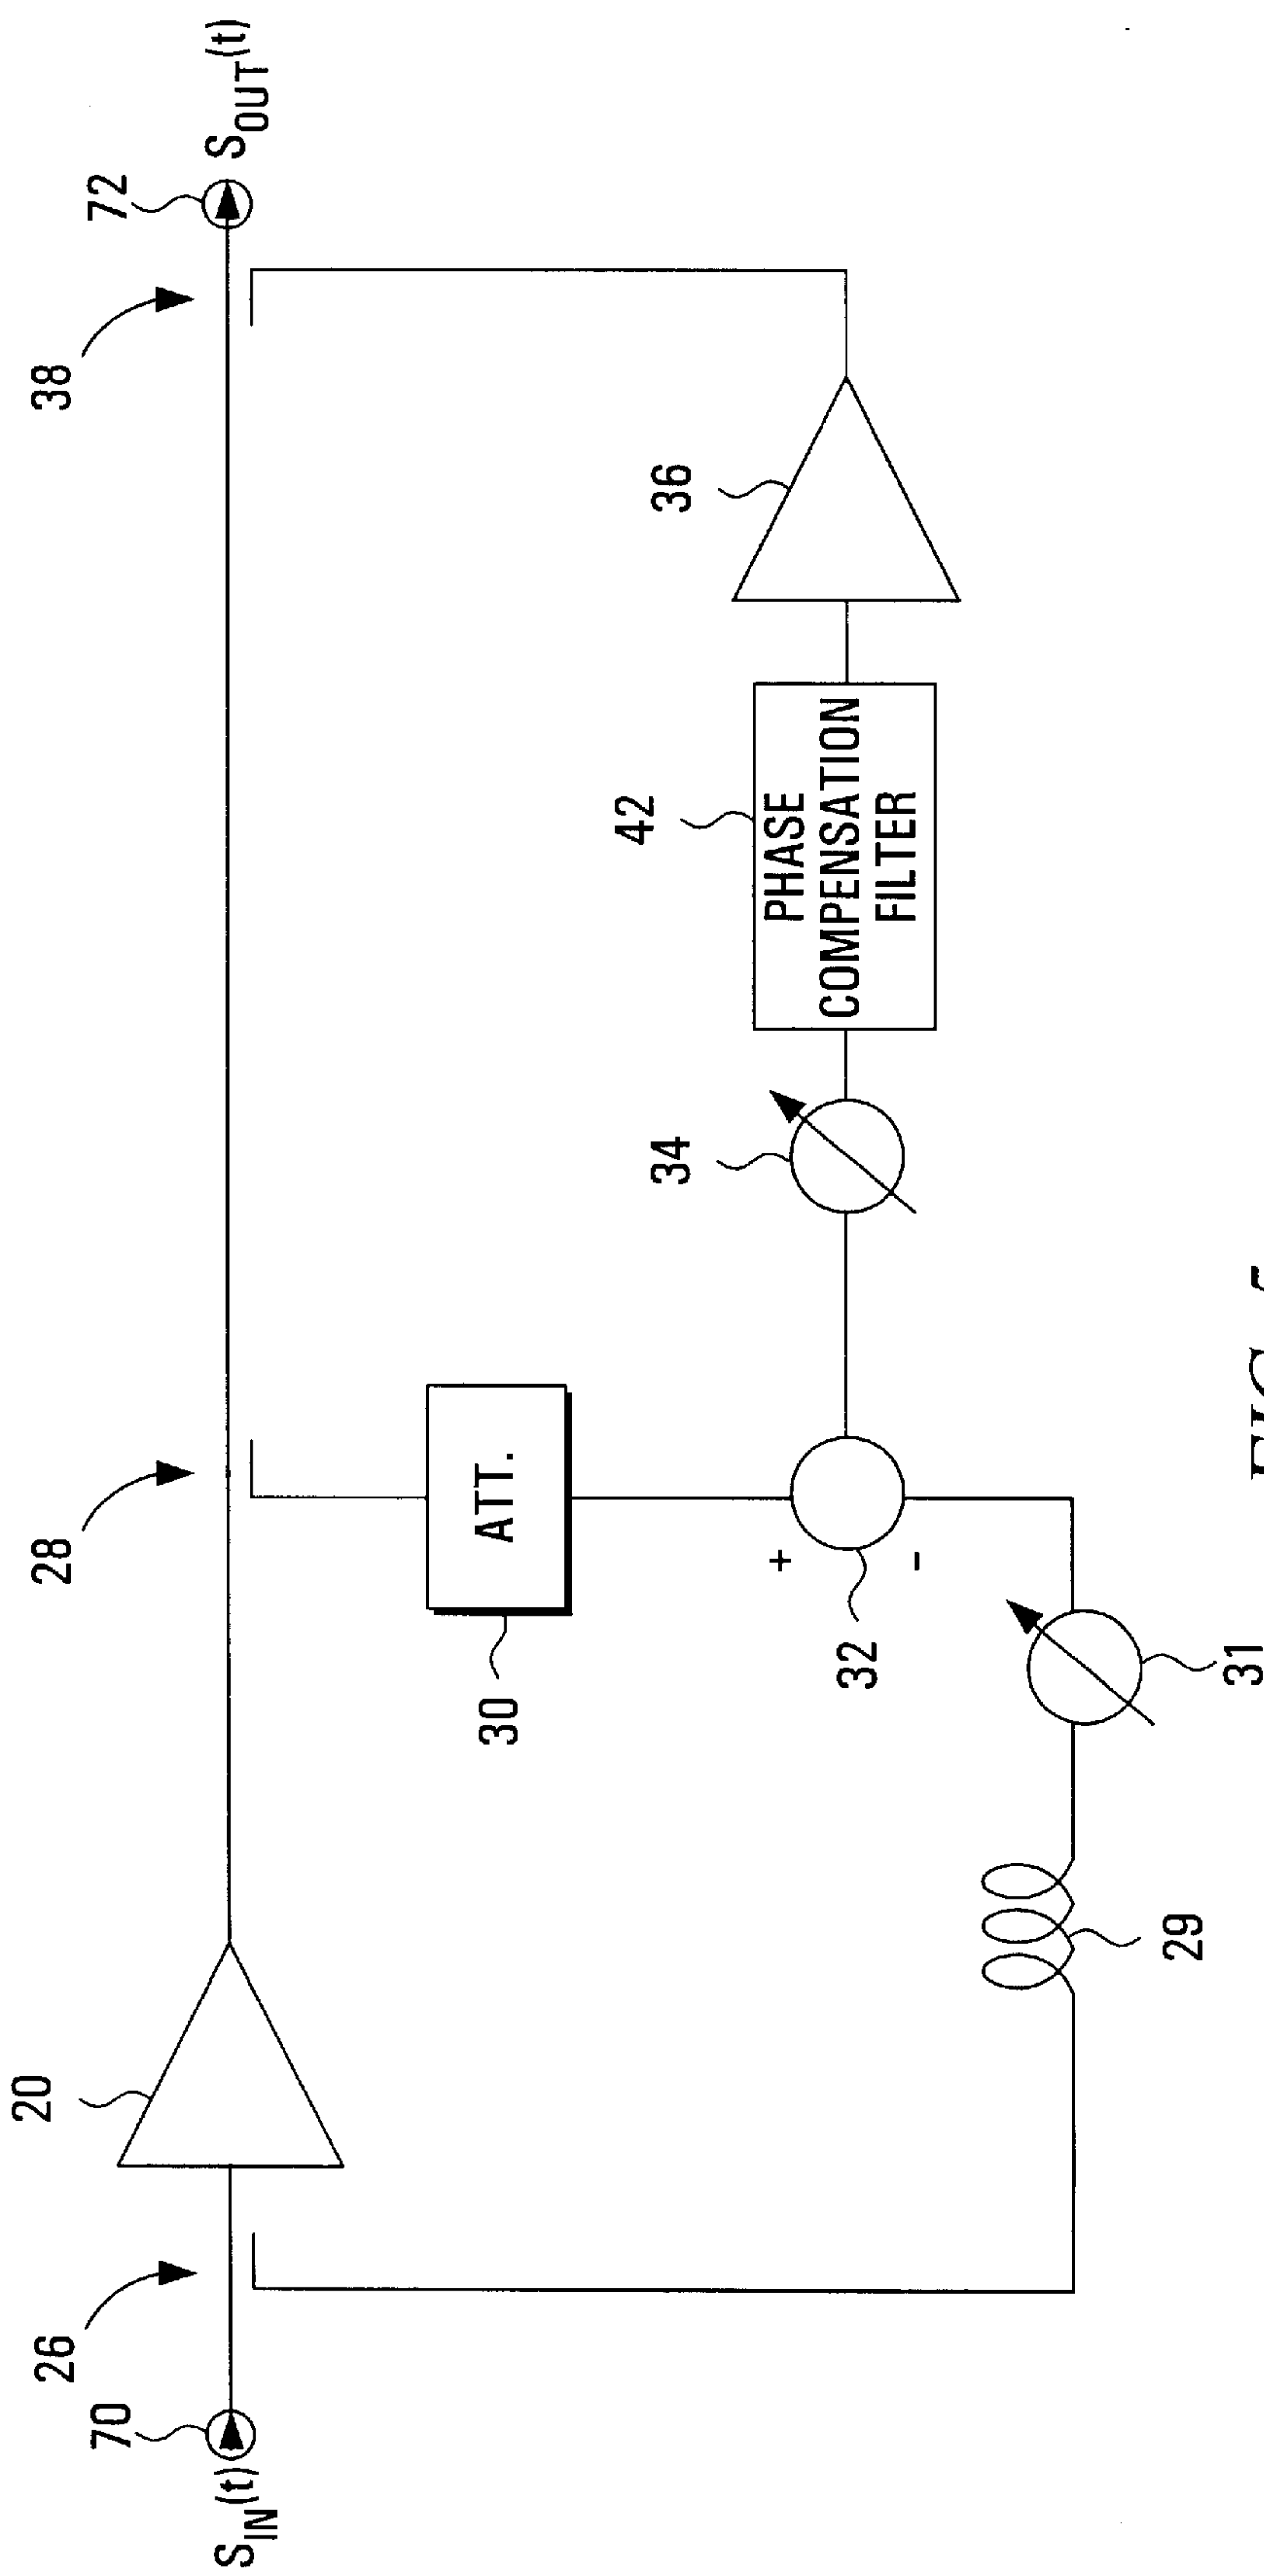 S_IN(t)
70
26
20
28
38
72
S_OUT(t)
30
ATT.
+
-
32
34
42
PHASE
COMPENSATION
FILTER
36
29
31